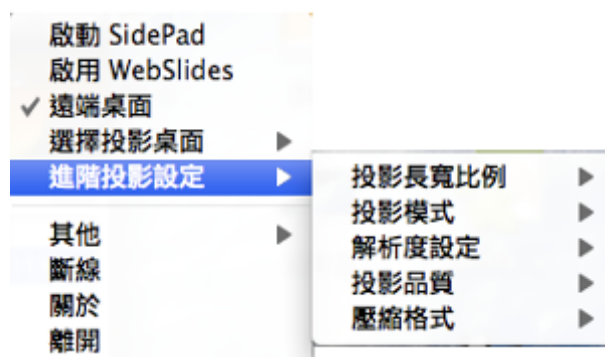 啟動 SidePad
啟用 WebSlides
✓ 遠端桌面
選擇投影桌面
進階投影設定
其他
斷線
關於
離開
投影長寬比例
投影模式
解析度設定
投影品質
壓縮格式